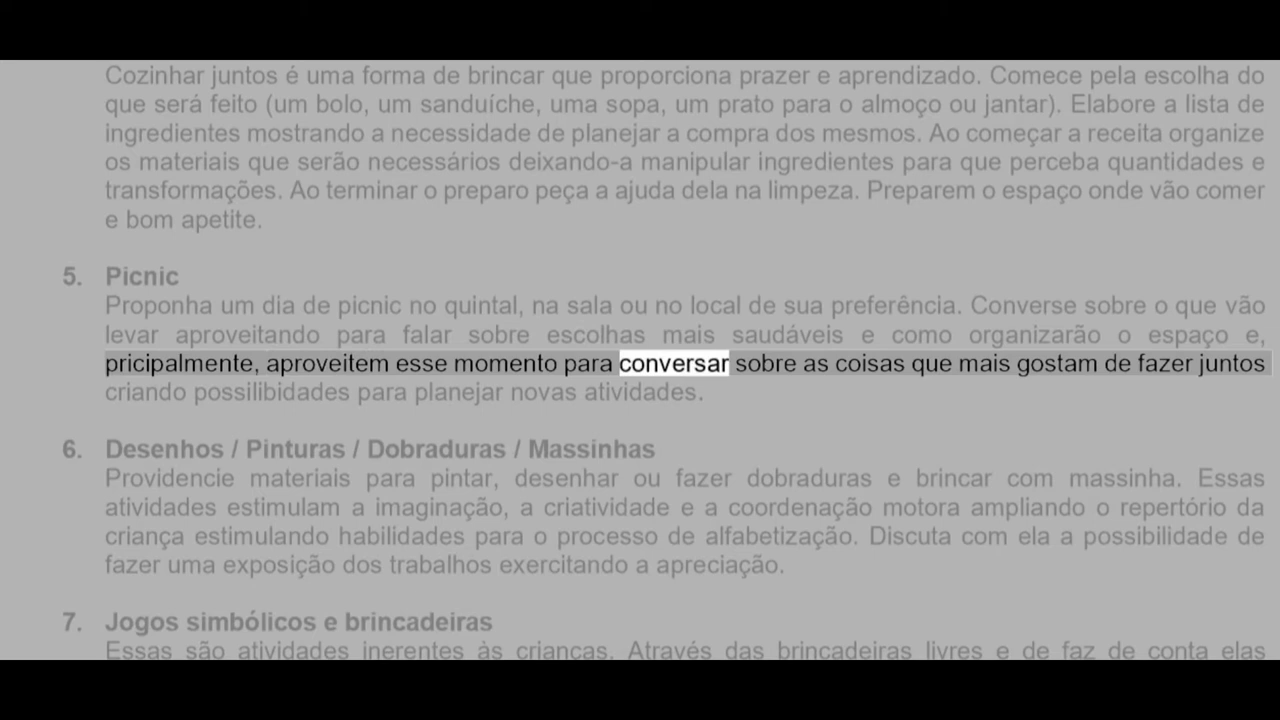 Cozinhar juntos é uma forma de brincar que proporciona prazer e aprendizado. Comece pela escolha do
que será feito (um bolo, um sanduíche, uma sopa, um prato para o almoço ou jantar). Elabore a lista de
ingredientes mostrando a necessidade de planejar a compra dos mesmos. Ao começar a receita organize
os materiais que serão necessários deixando-a manipular ingredientes para que perceba quantidades e
transformações. Ao terminar o preparo peça a ajuda dela na limpeza. Preparem o espaço onde vão comer
e bom apetite.
5. Picnic
Proponha um dia de picnic no quintal, na sala ou no local de sua preferência. Converse sobre o que vão
levar aproveitando para falar sobre escolhas mais saudáveis e como organizarão o espaço e,
pricipalmente, aproveitem esse momento para conversar sobre as coisas que mais gostam de fazer juntos
criando possilibidades para planejar novas atividades.
6. Desenhos / Pinturas / Dobraduras / Massinhas
Providencie materiais para pintar, desenhar ou fazer dobraduras e brincar com massinha. Essas
atividades estimulam a imaginação, a criatividade e a coordenação motora ampliando o repertório da
criança estimulando habilidades para o processo de alfabetização. Discuta com ela a possibilidade de
fazer uma exposição dos trabalhos exercitando a apreciação.
7. Jogos simbólicos e brincadeiras
Essas são atividades inerentes às crianças. Através das brincadeiras livres e de faz de conta elas